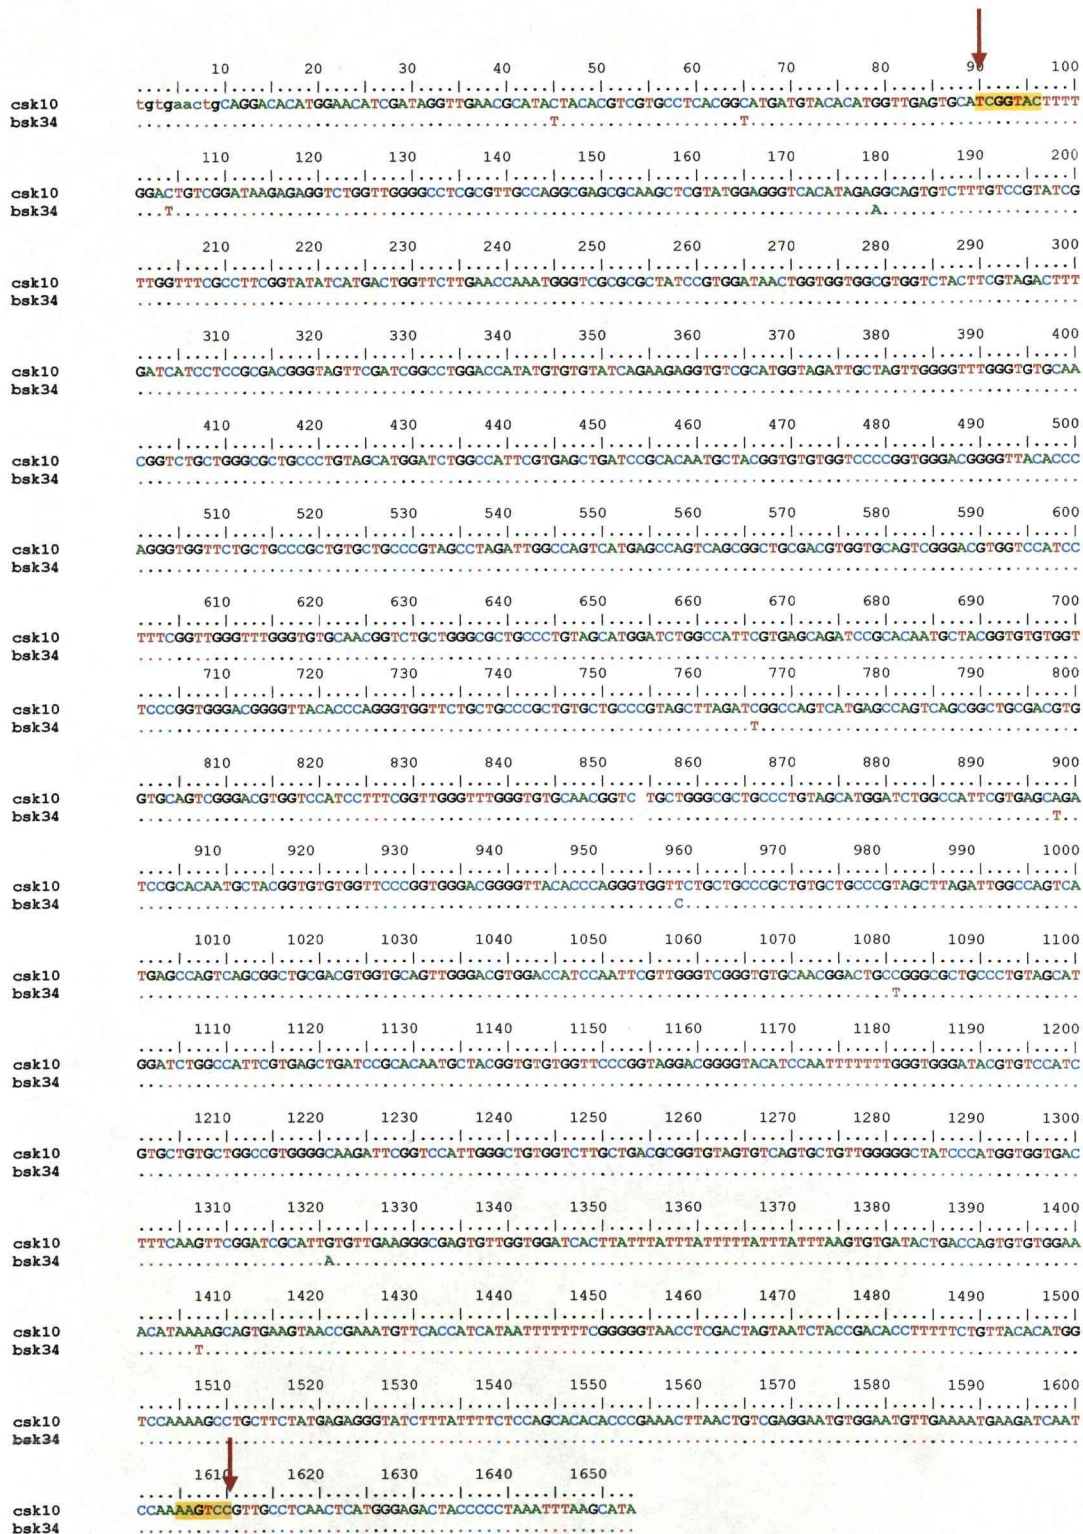 10 20 30 40 50 60 70 80 90 100
csk10 tgtgaactgCAGGACACATGGAACATCGATAGGTTGAACGCATACTACACGTCGTGCCTCACGGCATGATGTACACATGGTTGAGTGCATCGGTACTTTT
bsk34 T T
110 120 130 140 150 160 170 180 190 200
csk10 GGACTGTCGGATAAGAGAGGTCTGGTTGGGGCCTCGCGTTGCCAGGCGAGCGCAAGCTCGTATGGAGGGTCACATAGAGGCAGTGTCTTTGTCCGTATCG
bsk34 T A
210 220 230 240 250 260 270 280 290 300
csk10 TTGGTTTCGCCTTCGGTATATCATGACTGGTTCTTGAACCAAATGGGTCGCGCGCTATCCGTGGATAACTGGTGGTGGCGTGGTCTACTTCGTAGACTTT
bsk34
310 320 330 340 350 360 370 380 390 400
csk10 GATCATCCTCCGCGACGGGTAGTTCGATCGGCCTGGACCATATGTGTGTATCAGAAGAGGTGTCGCATGGTAGATTGCTAGTTGGGGTTTGGGTGTGCAA
bsk34
410 420 430 440 450 460 470 480 490 500
csk10 CGGTCTGCTGGGCGCTGCCCTGTAGCATGGATCTGGCCATTCGTGAGCTGATCCGCACAATGCTACGGTGTGTGGTCCCCGGTGGGACGGGGTTACACCC
bsk34
510 520 530 540 550 560 570 580 590 600
csk10 AGGGTGGTTCTGCTGCCCGCTGTGCTGCCCGTAGCCTAGATTGGCCAGTCATGAGCCAGTCAGCGGCTGCGACGTGGTGCAGTCGGGACGTGGTCCATCC
bsk34
610 620 630 640 650 660 670 680 690 700
csk10 TTTCGGTTGGGTTTGGGTGTGCAACGGTCTGCTGGGCGCTGCCCTGTAGCATGGATCTGGCCATTCGTGAGCAGATCCGCACAATGCTACGGTGTGTGGT
bsk34
710 720 730 740 750 760 770 780 790 800
csk10 TCCCGGTGGGACGGGGTTACACCCAGGGTGGTTCTGCTGCCCGCTGTGCTGCCCGTAGCTTAGATCGGCCAGTCATGAGCCAGTCAGCGGCTGCGACGTG
bsk34 T
810 820 830 840 850 860 870 880 890 900
csk10 GTGCAGTCGGGACGTGGTCCATCCTTTCGGTTGGGTTTGGGTGTGCAACGGTC TGCTGGGCGCTGCCCTGTAGCATGGATCTGGCCATTCGTGAGCAGA
bsk34 T
910 920 930 940 950 960 970 980 990 1000
csk10 TCCGCACAATGCTACGGTGTGTGGTTCCCGGTGGGACGGGGTTACACCCAGGGTGGTTCTGCTGCCCGCTGTGCTGCCCGTAGCTTAGATTGGCCAGTCA
bsk34 C
1010 1020 1030 1040 1050 1060 1070 1080 1090 1100
csk10 TGAGCCAGTCAGCGGCTGCGACGTGGTGCAGTTGGGACGTGGACCATCCAATTCGTTGGGTCGGGTGTGCAACGGACTGCCGGGCGCTGCCCTGTAGCAT
bsk34 T
1110 1120 1130 1140 1150 1160 1170 1180 1190 1200
csk10 GGATCTGGCCATTCGTGAGCTGATCCGCACAATGCTACGGTGTGTGGTTCCCGGTAGGACGGGGTACATCCAATTTTTTTGGGTGGGATACGTGTCCATC
bsk34
1210 1220 1230 1240 1250 1260 1270 1280 1290 1300
csk10 GTGCTGTGCTGGCCGTGGGGCAAGATTCGGTCCATTGGGCTGTGGTCTTGCTGACGCGGTGTAGTGTCAGTGCTGTTGGGGGCTATCCCATGGTGGTGAC
bsk34
1310 1320 1330 1340 1350 1360 1370 1380 1390 1400
csk10 TTTCAAGTTCGGATCGCATTGTGTTGAAGGGCGAGTGTTGGTGGATCACTTATTTATTTATTTTTATTTATTTAAGTGTGATACTGACCAGTGTGTGGAA
bsk34 A
1410 1420 1430 1440 1450 1460 1470 1480 1490 1500
csk10 ACATAAAAGCAGTGAAGTAACCGAAATGTTCACCATCATAATTTTTTTCGGGGGTAACCTCGACTAGTAATCTACCGACACCTTTTTCTGTTACACATGG
bsk34 T
1510 1520 1530 1540 1550 1560 1570 1580 1590 1600
csk10 TCCAAAAGCCTGCTTCTATGAGAGGGTATCTTTATTTTCTCCAGCACACACCCGAAACTTAACTGTCGAGGAATGTGGAATGTTGAAAATGAAGATCAAT
bsk34
1610 1620 1630 1640 1650
csk10 CCAAAAGTCCGTTGCCTCAACTCATGGGAGACTACCCCCTAAATTTAAGCATA
bsk34